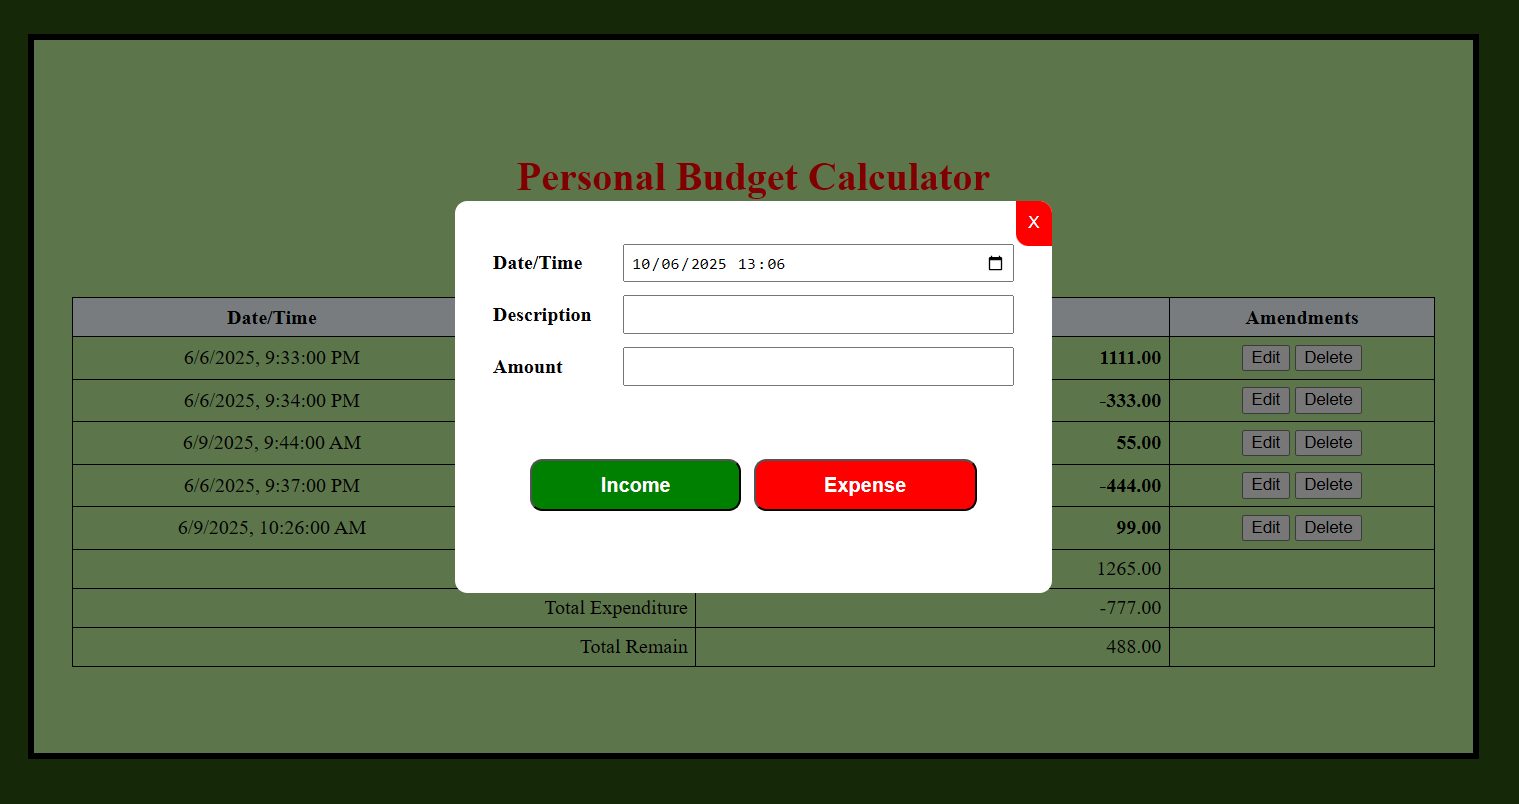 Personal Budget Calculator
X
Date/Time 10/06/2025 13:06
Description
Amount
Income Expense
Date/Time Amendments
6/6/2025, 9:33:00 PM 1111.00 Edit Delete
6/6/2025, 9:34:00 PM -333.00 Edit Delete
6/9/2025, 9:44:00 AM 55.00 Edit Delete
6/6/2025, 9:37:00 PM -444.00 Edit Delete
6/9/2025, 10:26:00 AM 99.00 Edit Delete
1265.00
Total Expenditure -777.00
Total Remain 488.00